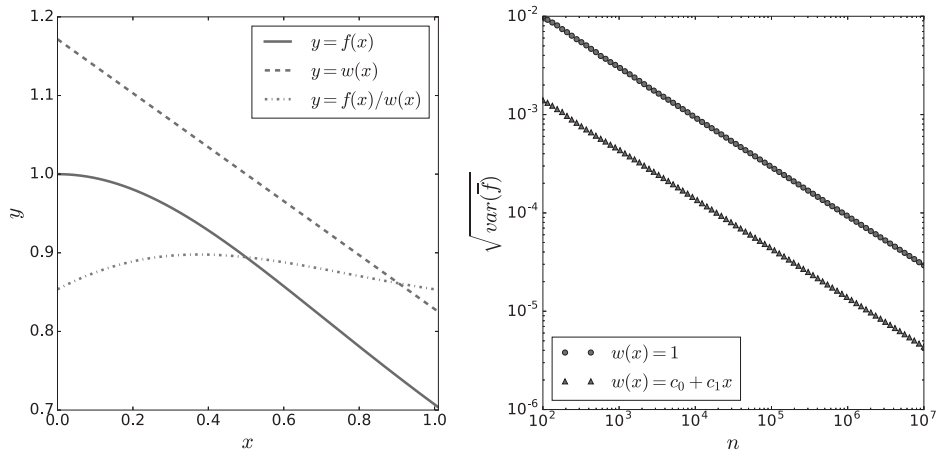 1.2
1.1
1.0
0.9
0.8
0.7
y
0.0
0.2
0.4
0.6
0.8
1.0
x
y = f(x)
y = w(x)
y = f(x)/w(x)
10^-2
10^-3
10^-4
10^-5
10^-6
√var(f̄)
10^2
10^3
10^4
10^5
10^6
10^7
n
w(x) = 1
w(x) = c₀ + c₁x